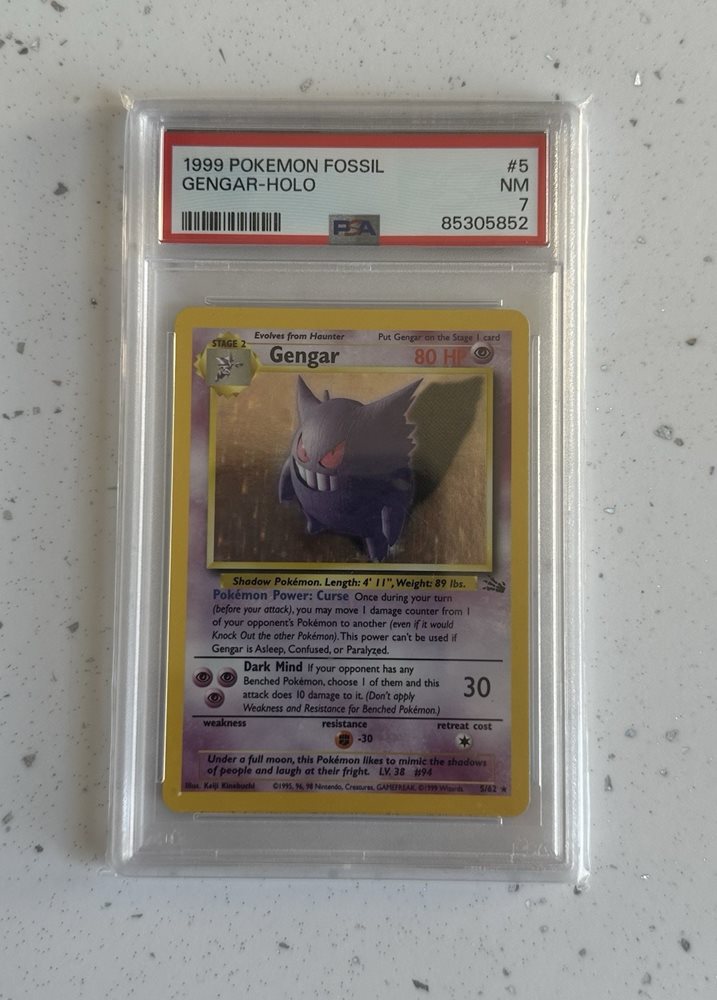 1999 POKEMON FOSSIL #5
GENGAR-HOLO NM
7
PSA 85305852
STAGE 2 Evolves from Haunter Put Gengar on the Stage 1 card
Gengar 80 HP
Shadow Pokémon. Length: 4' 11", Weight: 89 lbs.
Pokémon Power: Curse Once during your turn
(before your attack), you may move 1 damage counter from 1
of your opponent's Pokémon to another (even if it would
Knock Out the other Pokémon). This power can't be used if
Gengar is Asleep, Confused, or Paralyzed.
Dark Mind If your opponent has any
Benched Pokémon, choose 1 of them and this
attack does 10 damage to it. (Don't apply
Weakness and Resistance for Benched Pokémon.)
30
weakness resistance retreat cost
-30
Under a full moon, this Pokémon likes to mimic the shadows
of people and laugh at their fright. LV. 38 #94
Illus. Keiji Kinebuchi ©1995, 96, 98 Nintendo, Creatures, GAMEFREAK. ©1999 Wizards. 5/62 ★